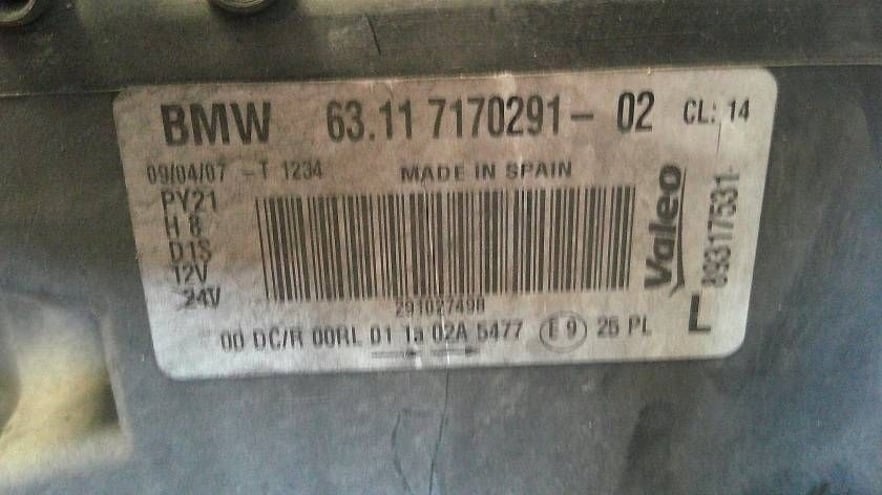 BMW 63.11 7170291-02 CL: 14
09/04/07 -T 1234 MADE IN SPAIN
PY21
H 8
D1S
12V
24V
291027498
00 DC/R 00RL 01 1a 02A 5477 E 9 25 PL
Valeo
89317531
L